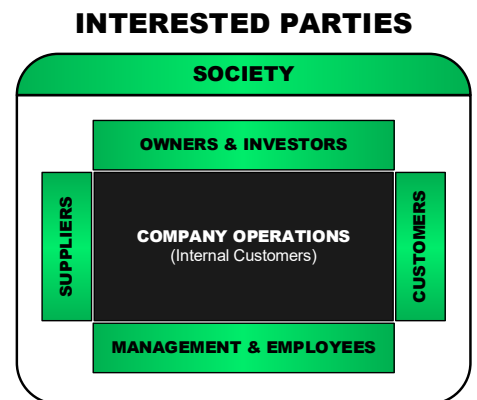 INTERESTED PARTIES
SOCIETY
OWNERS & INVESTORS
SUPPLIERS
COMPANY OPERATIONS
(Internal Customers)
CUSTOMERS
MANAGEMENT & EMPLOYEES